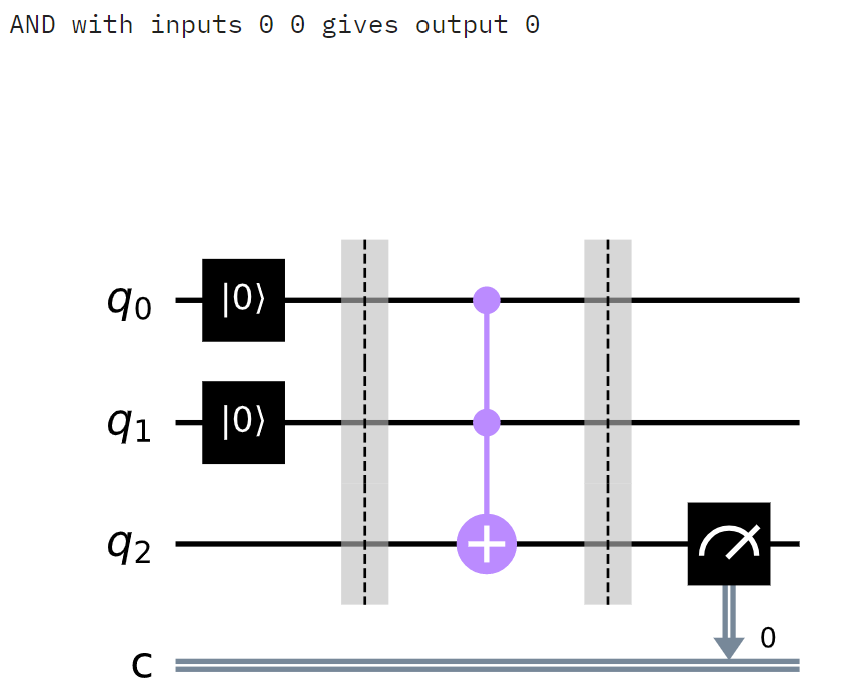 AND with inputs 0 0 gives output 0
q0 |0⟩
q1 |0⟩
q2
0
c